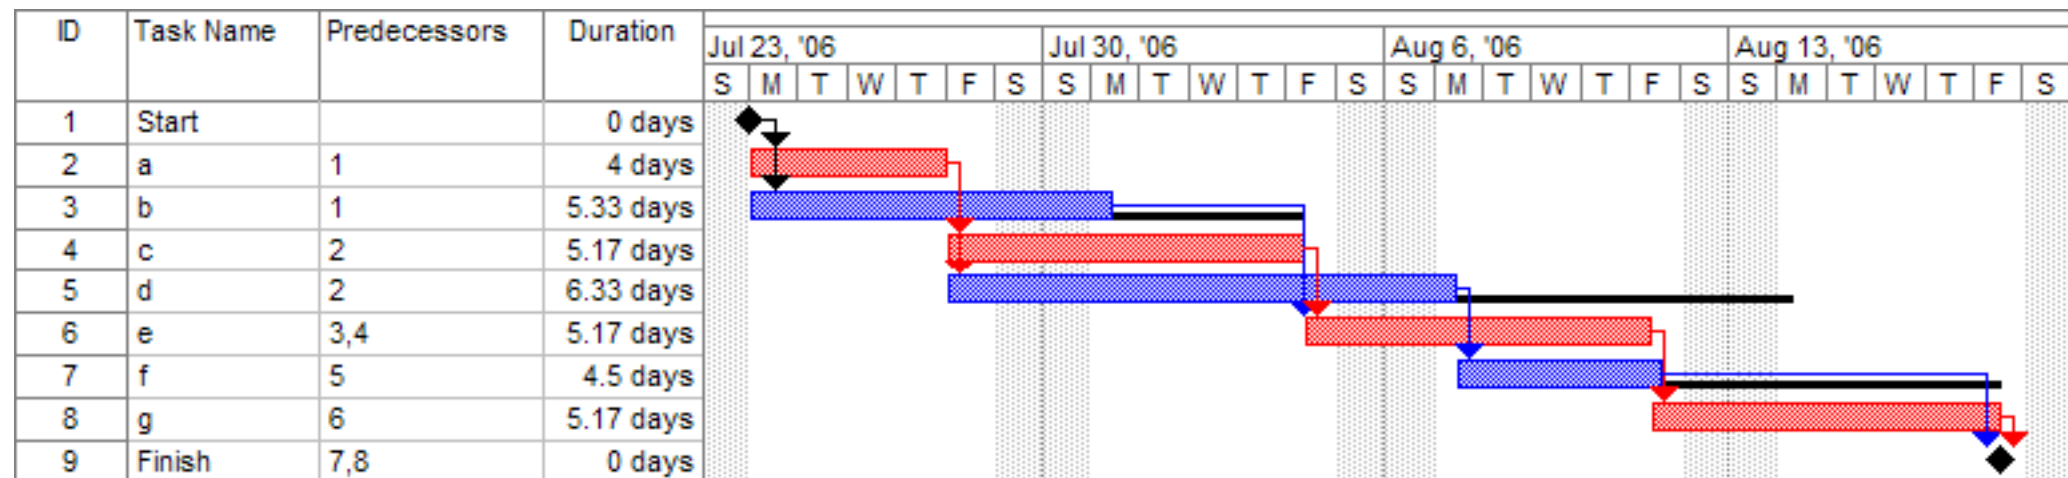 ID Task Name Predecessors Duration
Jul 23, '06 Jul 30, '06 Aug 6, '06 Aug 13, '06
S M T W T F S S M T W T F S S M T W T F S S M T W T F S
1 Start 0 days
2 a 1 4 days
3 b 1 5.33 days
4 c 2 5.17 days
5 d 2 6.33 days
6 e 3,4 5.17 days
7 f 5 4.5 days
8 g 6 5.17 days
9 Finish 7,8 0 days